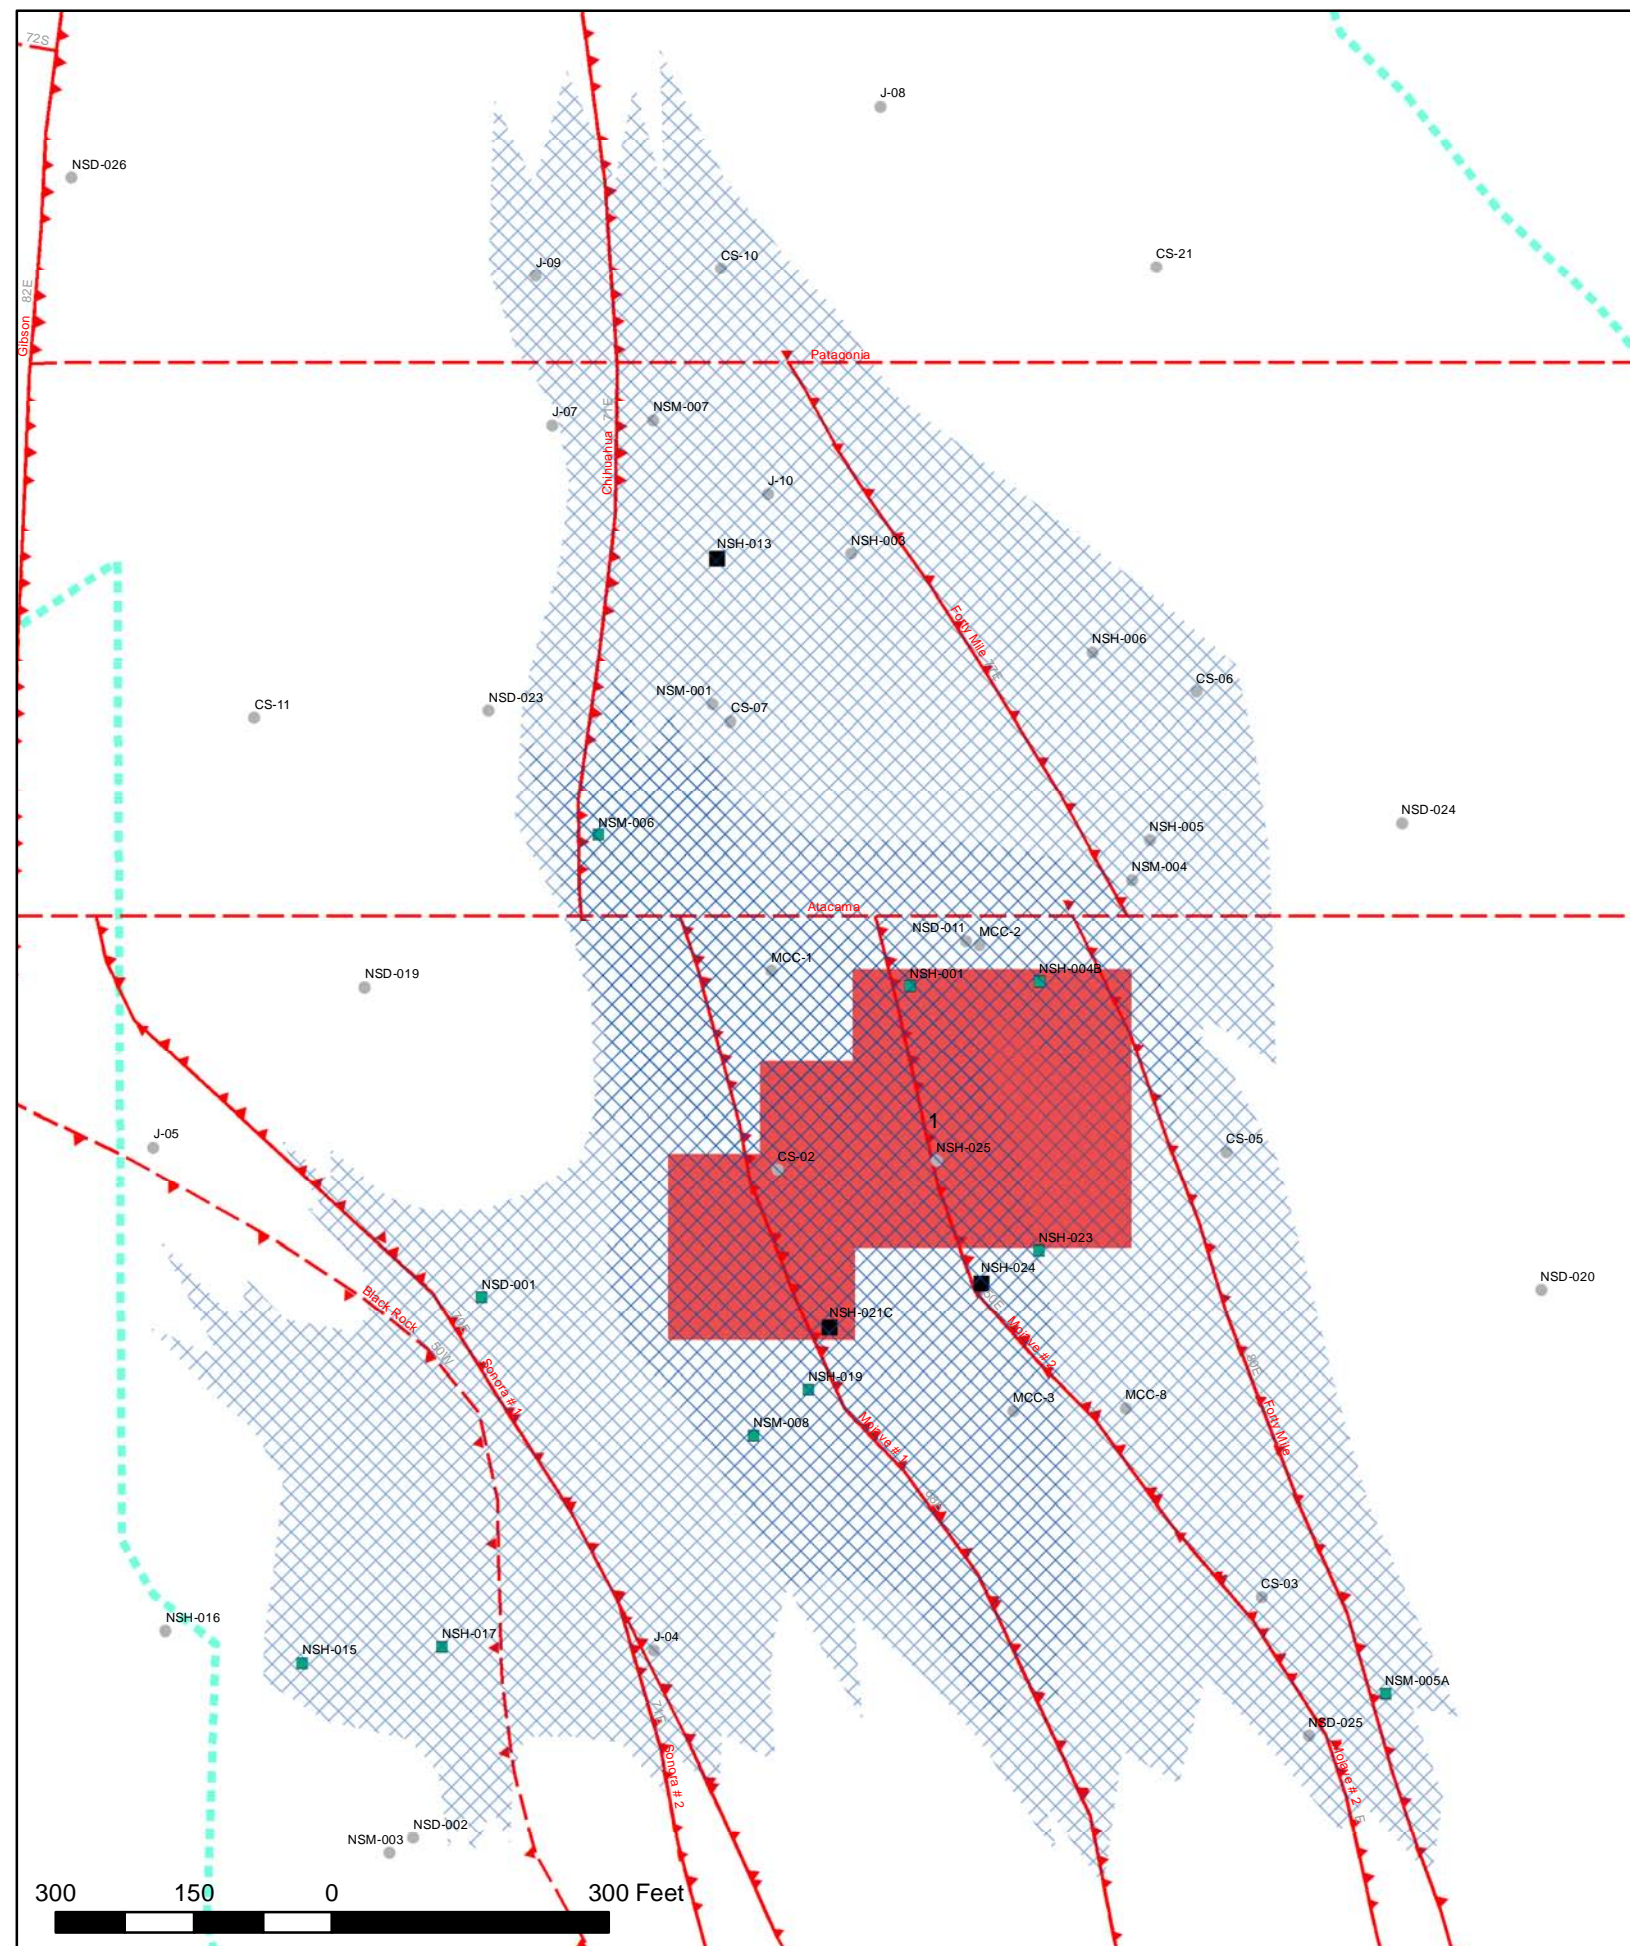 72S
J-08
NSD-026
J-09
CS-10
CS-21
Gibson 82E
Patagonia
J-07
NSM-007
Chihuahua 71E
J-10
NSH-013
NSH-003
Forty Mile 77E
NSH-006
CS-06
CS-11
NSD-023
NSM-001
CS-07
NSM-006
NSD-024
NSH-005
NSM-004
Atacama
NSD-011
MCC-2
MCC-1
NSD-019
NSH-001
NSH-004B
1
J-05
CS-02
NSH-025
CS-05
NSH-023
NSD-001
NSH-024
NSD-020
Black Rock
50W
NSH-021C
Mojave # 2
Sonora # 1
80E
NSH-019
MCC-3
MCC-8
NSM-008
Mojave # 1
Forty Mile
CS-03
NSH-016
NSH-015
NSH-017
J-04
NSM-005A
71E
NSD-025
Sonora # 2
Mojave # 2
NSD-002
NSM-003
300 150 0 300 Feet